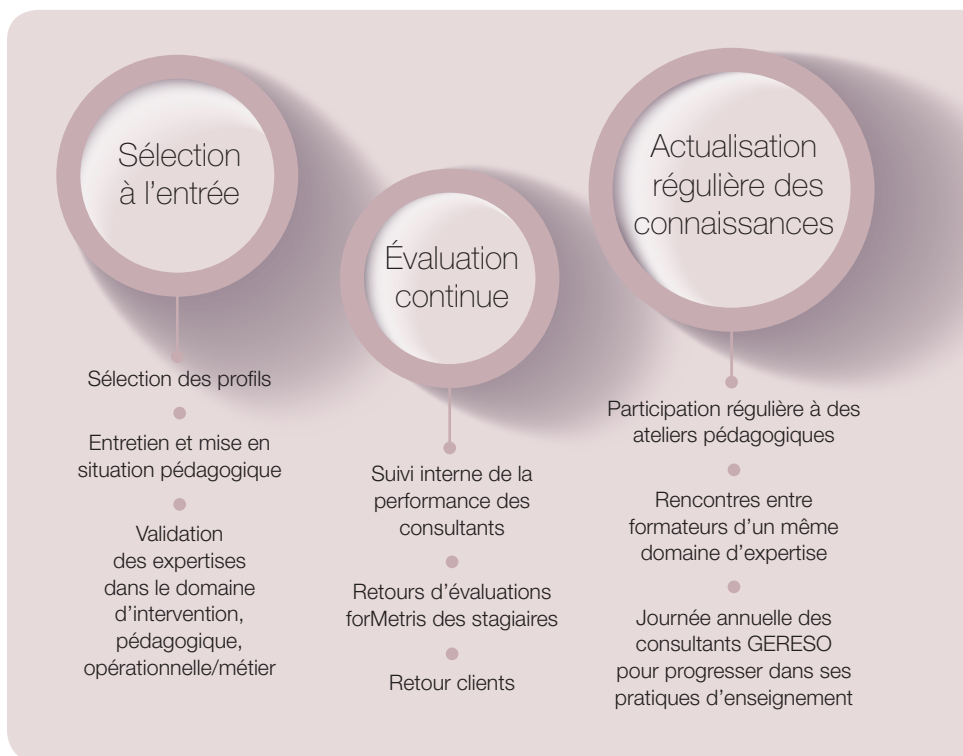 Sélection
à l’entrée
Sélection des profils
Entretien et mise en
situation pédagogique
Validation
des expertises
dans le domaine
d’intervention,
pédagogique,
opérationnelle/métier
Évaluation
continue
Suivi interne de la
performance des
consultants
Retours d’évaluations
forMetris des stagiaires
Retour clients
Actualisation
régulière des
connaissances
Participation régulière à des
ateliers pédagogiques
Rencontres entre
formateurs d’un même
domaine d’expertise
Journée annuelle des
consultants GERESO
pour progresser dans ses
pratiques d’enseignement